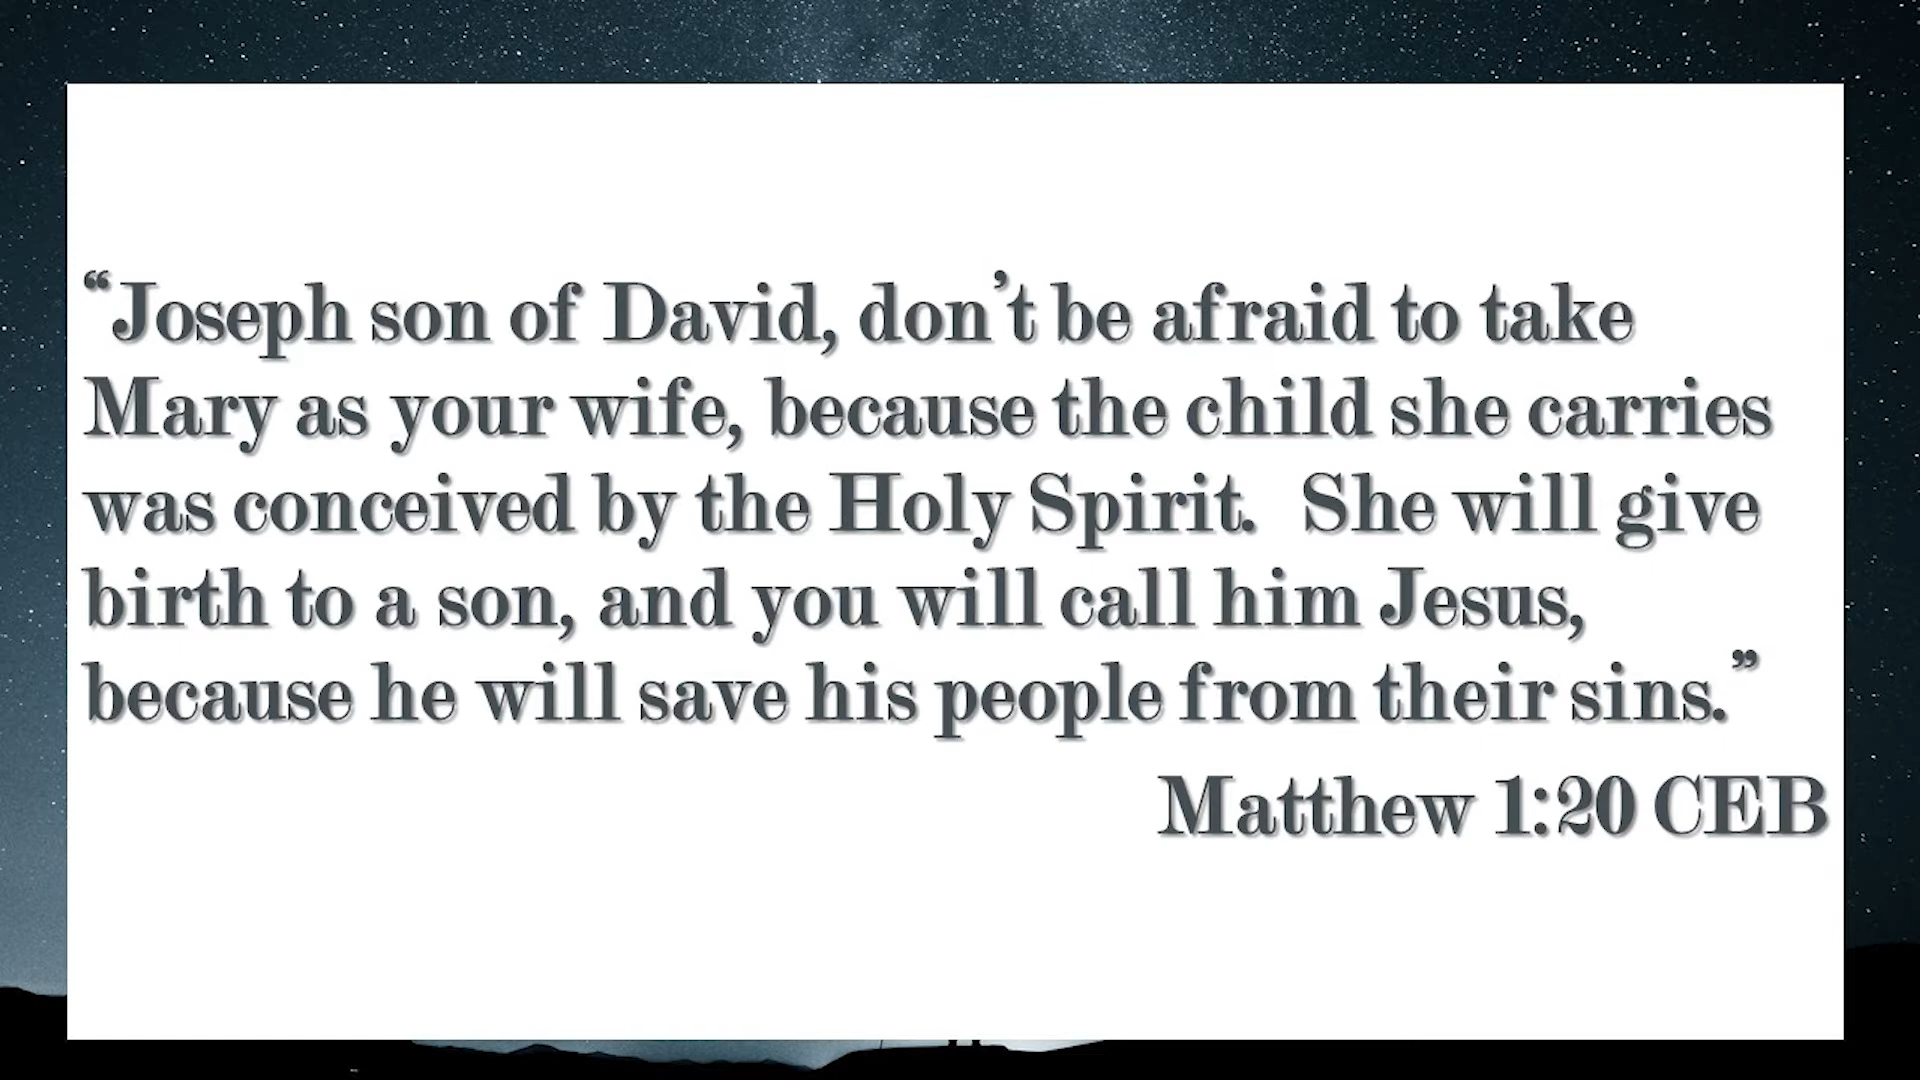 “Joseph son of David, don’t be afraid to take
Mary as your wife, because the child she carries
was conceived by the Holy Spirit.  She will give
birth to a son, and you will call him Jesus,
because he will save his people from their sins.”
Matthew 1:20 CEB